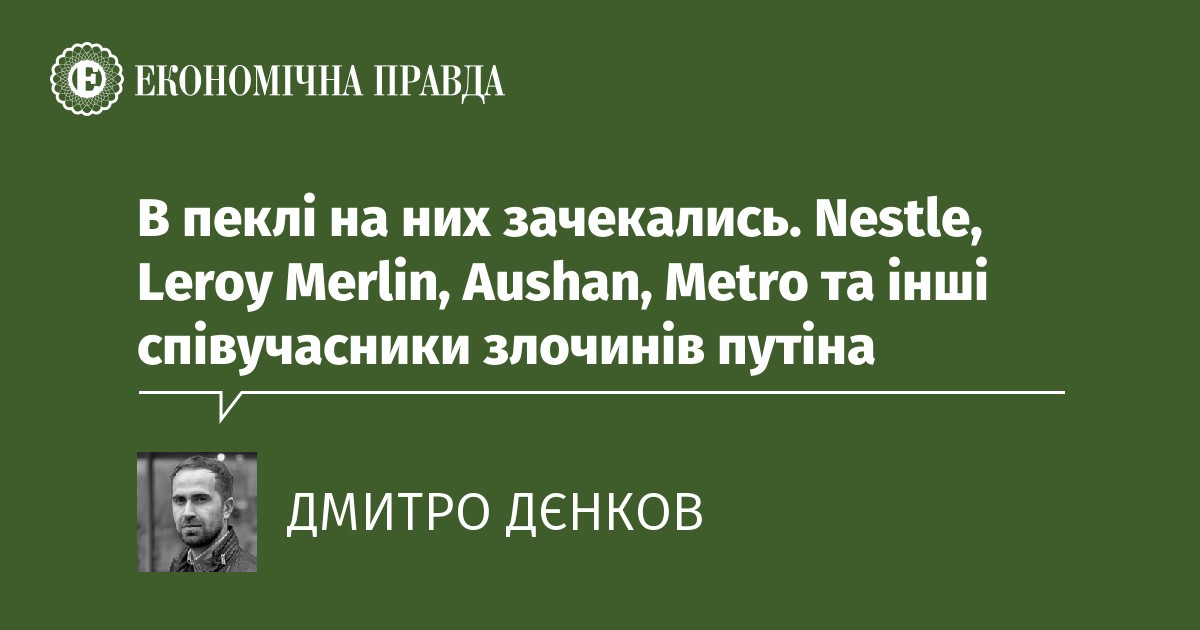 ЕКОНОМІЧНА ПРАВДА
В пеклі на них зачекались. Nestle,
Leroy Merlin, Aushan, Metro та інші
співучасники злочинів путіна
ДМИТРО ДЄНКОВ